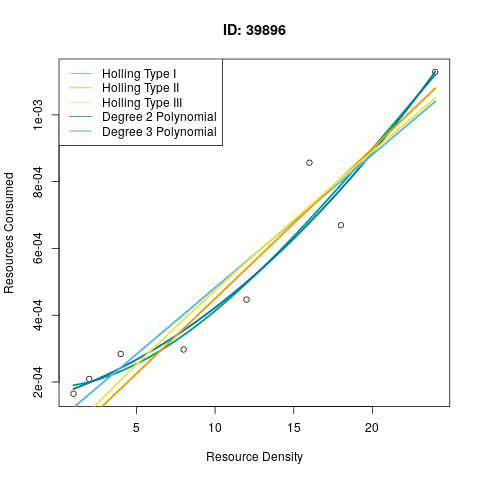 ID: 39896
Holling Type I
Holling Type II
Holling Type III
Degree 2 Polynomial
Degree 3 Polynomial
Resources Consumed
1e-03
8e-04
6e-04
4e-04
2e-04
5 10 15 20
Resource Density